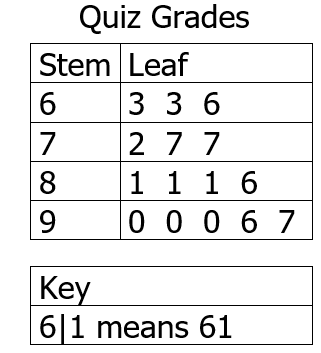 Quiz Grades
Stem Leaf
6 3 3 6
7 2 7 7
8 1 1 1 6
9 0 0 0 6 7
Key
6|1 means 61